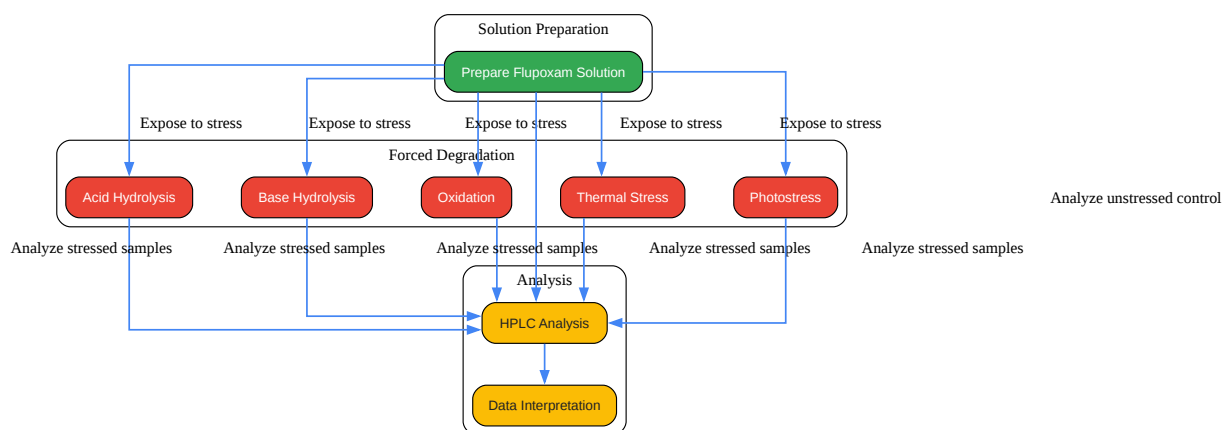 Solution Preparation
Prepare Flupoxam Solution
Expose to stress
Expose to stress
Expose to stress
Expose to stress
Expose to stress
Forced Degradation
Acid Hydrolysis
Base Hydrolysis
Oxidation
Thermal Stress
Photostress
Analyze unstressed control
Analyze stressed samples
Analyze stressed samples
Analyze stressed samples
Analyze stressed samples
Analyze stressed samples
Analysis
HPLC Analysis
Data Interpretation